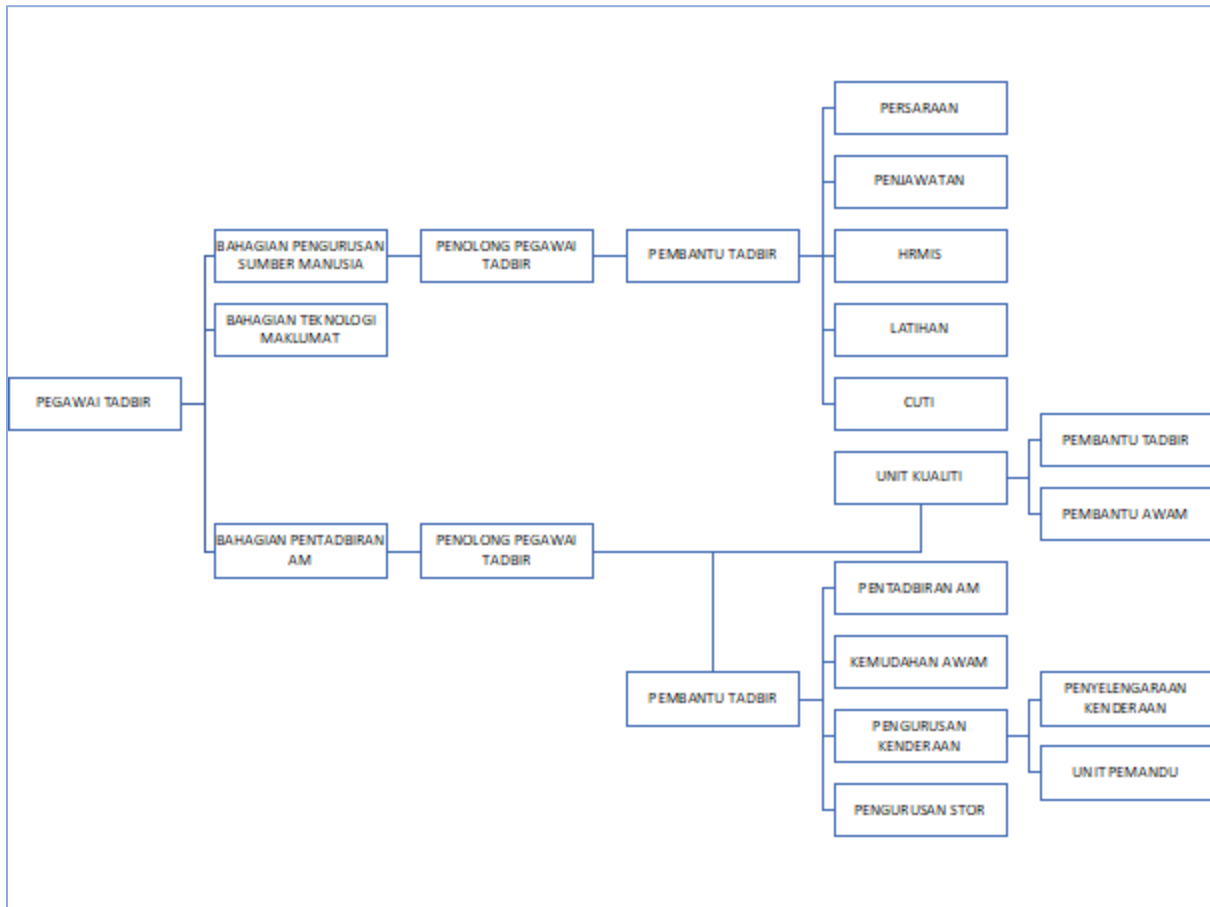 PERSARAAN
PENJAWATAN
BAHAGIAN PENGURUSAN
SUMBER MANUSIA
PENOLONG PEGAWAI
TADBIR
PEMBANTU TADBIR
HRMIS
BAHAGIAN TEKNOLOGI
MAKLUMAT
LATIHAN
PEGAWAI TADBIR
CUTI
UNIT KUALITI
PEMBANTU TADBIR
PEMBANTU AWAM
BAHAGIAN PENTADBIRAN
AM
PENOLONG PEGAWAI
TADBIR
PENTADBIRAN AM
KEMUDAHAN AWAM
PEMBANTU TADBIR
PENGURUSAN
KENDERAAN
PENYELENGARAAN
KENDERAAN
UNIT PEMANDU
PENGURUSAN STOR